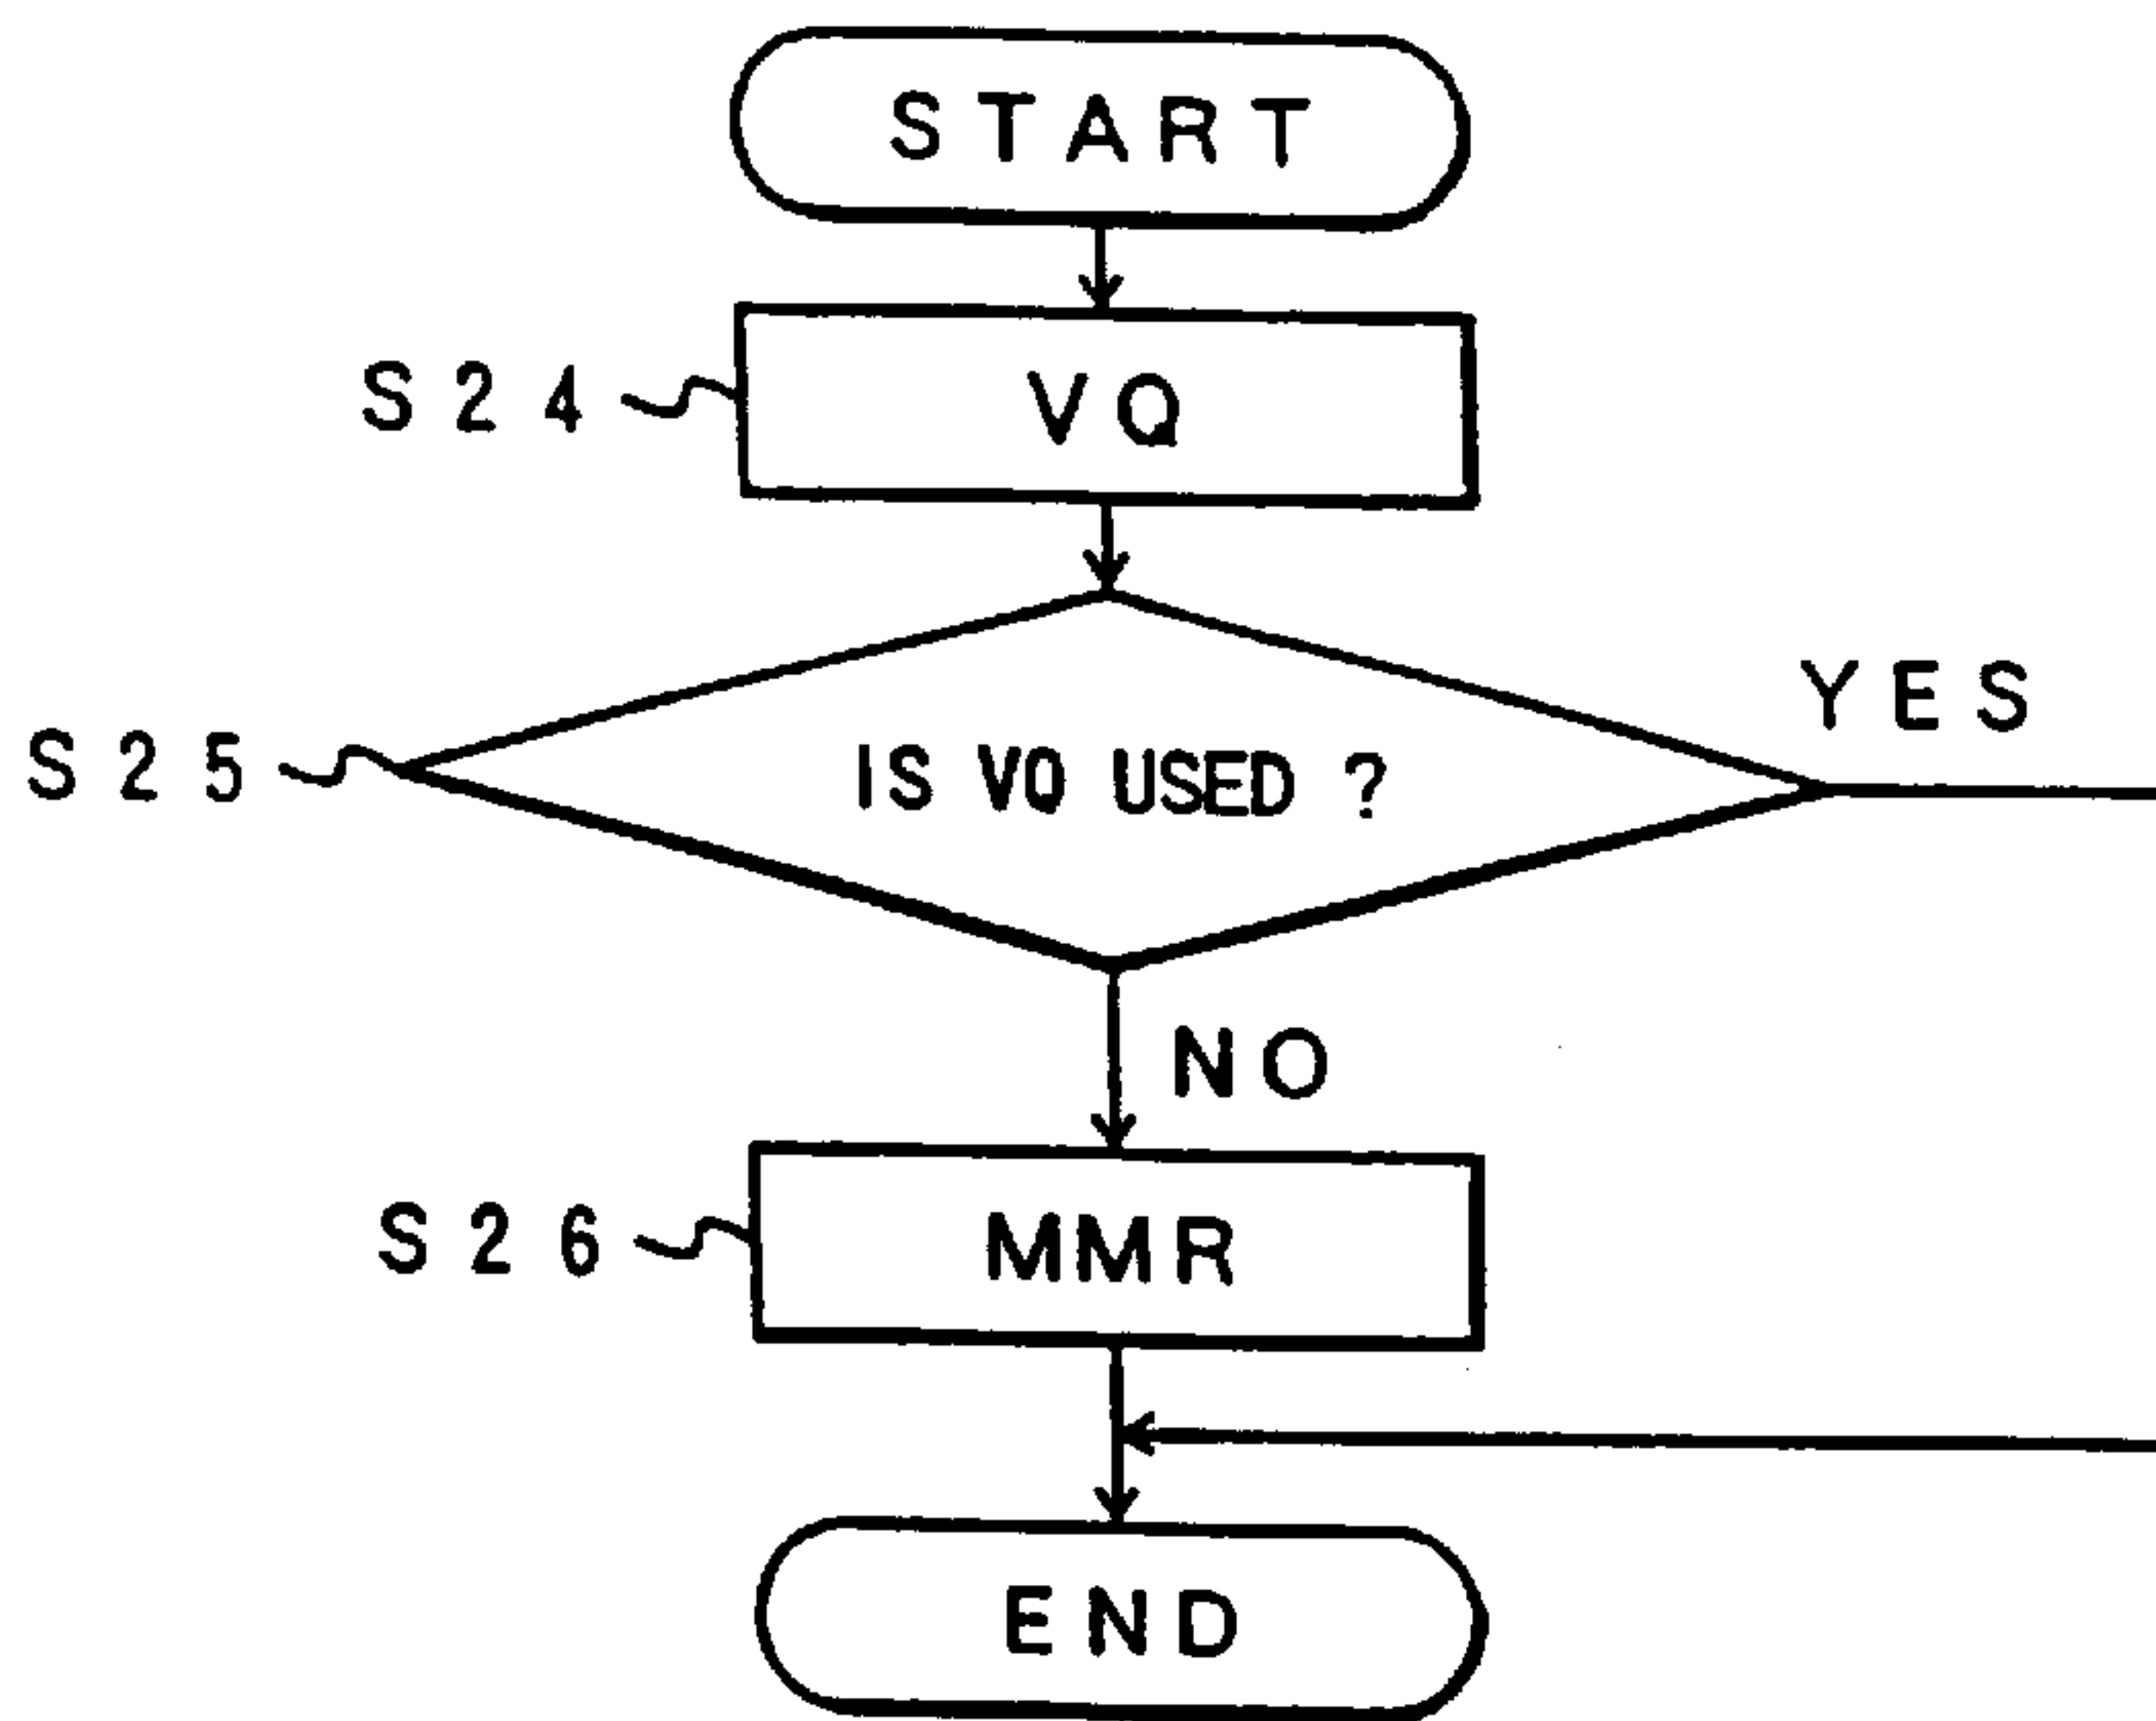 START
S24 VQ
YES
S25 IS VQ USED ?
NO
S26 MMR
END